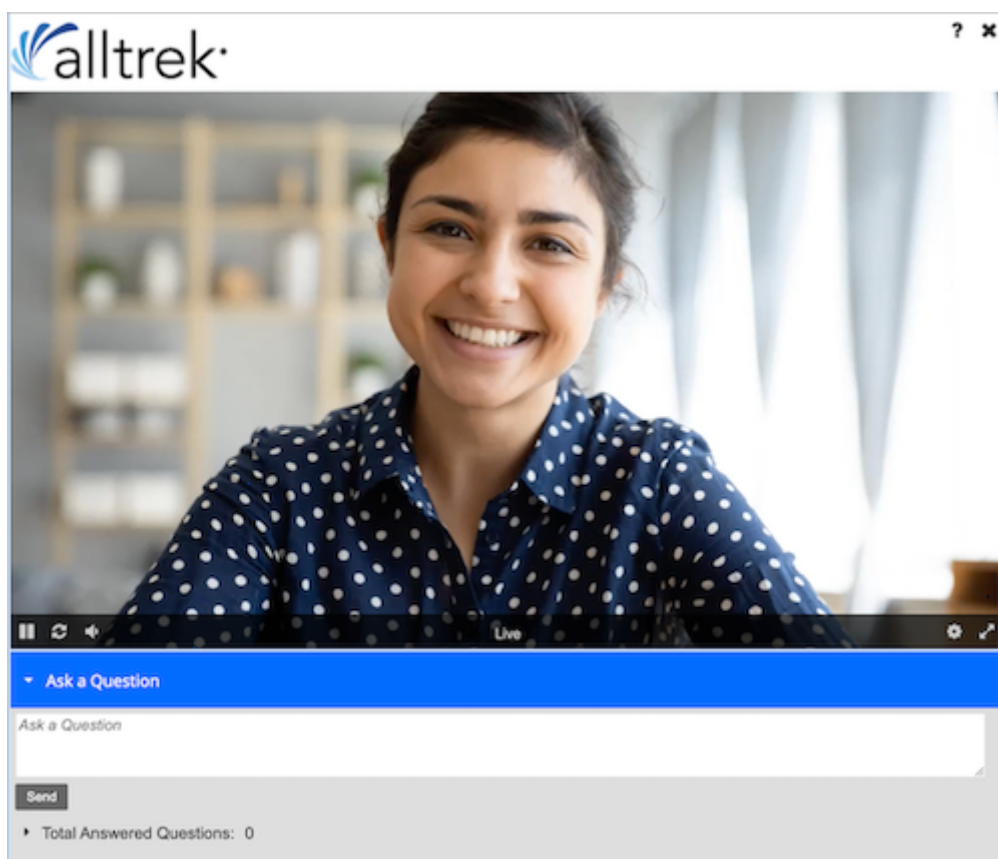 alltrek
?
Live
Ask a Question
Ask a Question
Send
Total Answered Questions: 0